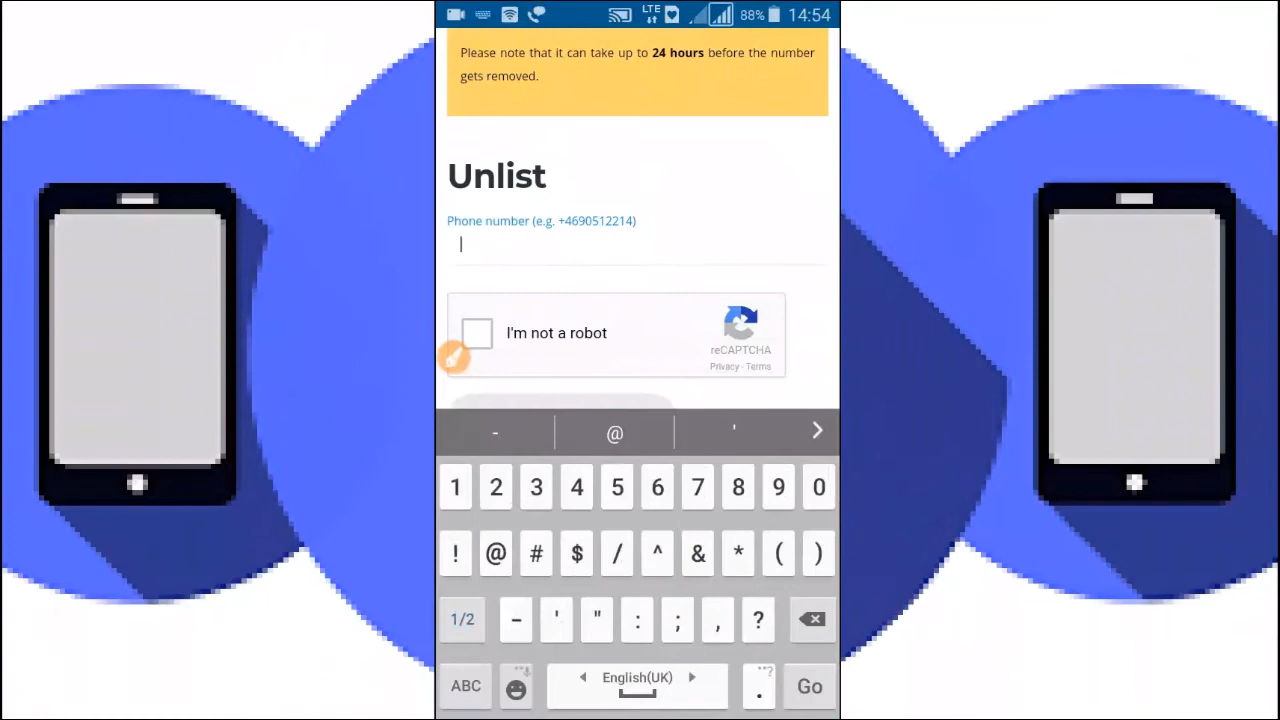 LTE 88% 14:54
Please note that it can take up to 24 hours before the number
gets removed.
Unlist
Phone number (e.g. +4690512214)
I'm not a robot
reCAPTCHA
Privacy - Terms
- @ '
1 2 3 4 5 6 7 8 9 0
! @ # $ / ^ & * ( )
1/2 - ' " : ; , ?
ABC English(UK) . Go